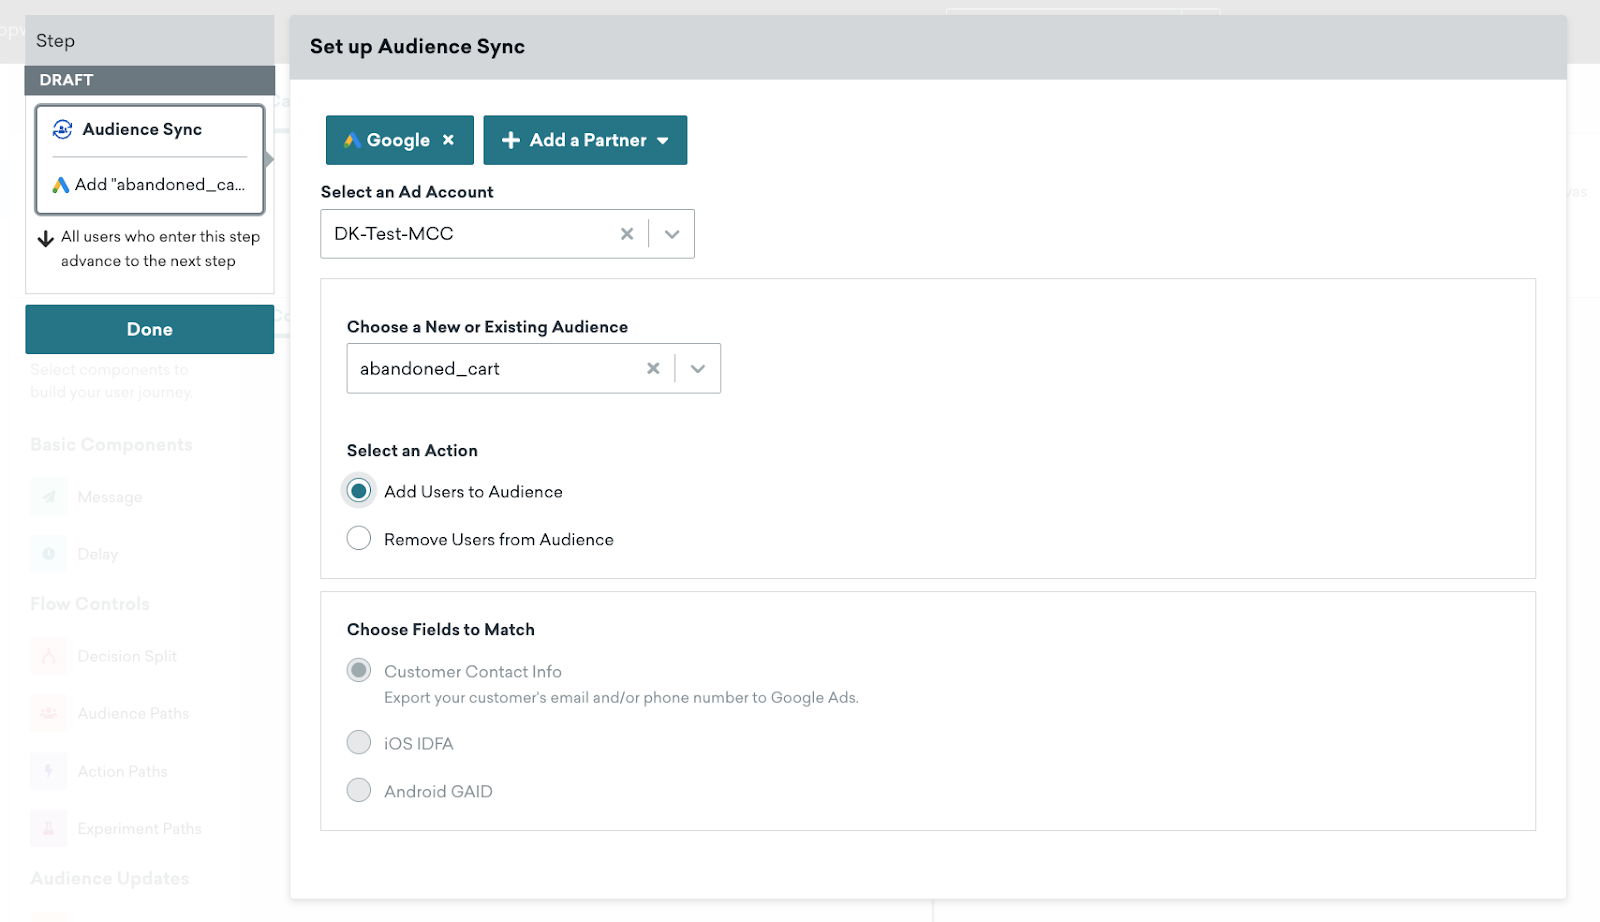 Step
DRAFT
Audience Sync
Add "abandoned_ca...
All users who enter this step
advance to the next step
Done
Select components to
build your user journey.
Basic Components
Message
Delay
Flow Controls
Decision Split
Audience Paths
Action Paths
Experiment Paths
Audience Updates
Set up Audience Sync
Google
Add a Partner
Select an Ad Account
DK-Test-MCC
Choose a New or Existing Audience
abandoned_cart
Select an Action
Add Users to Audience
Remove Users from Audience
Choose Fields to Match
Customer Contact Info
Export your customer's email and/or phone number to Google Ads.
iOS IDFA
Android GAID